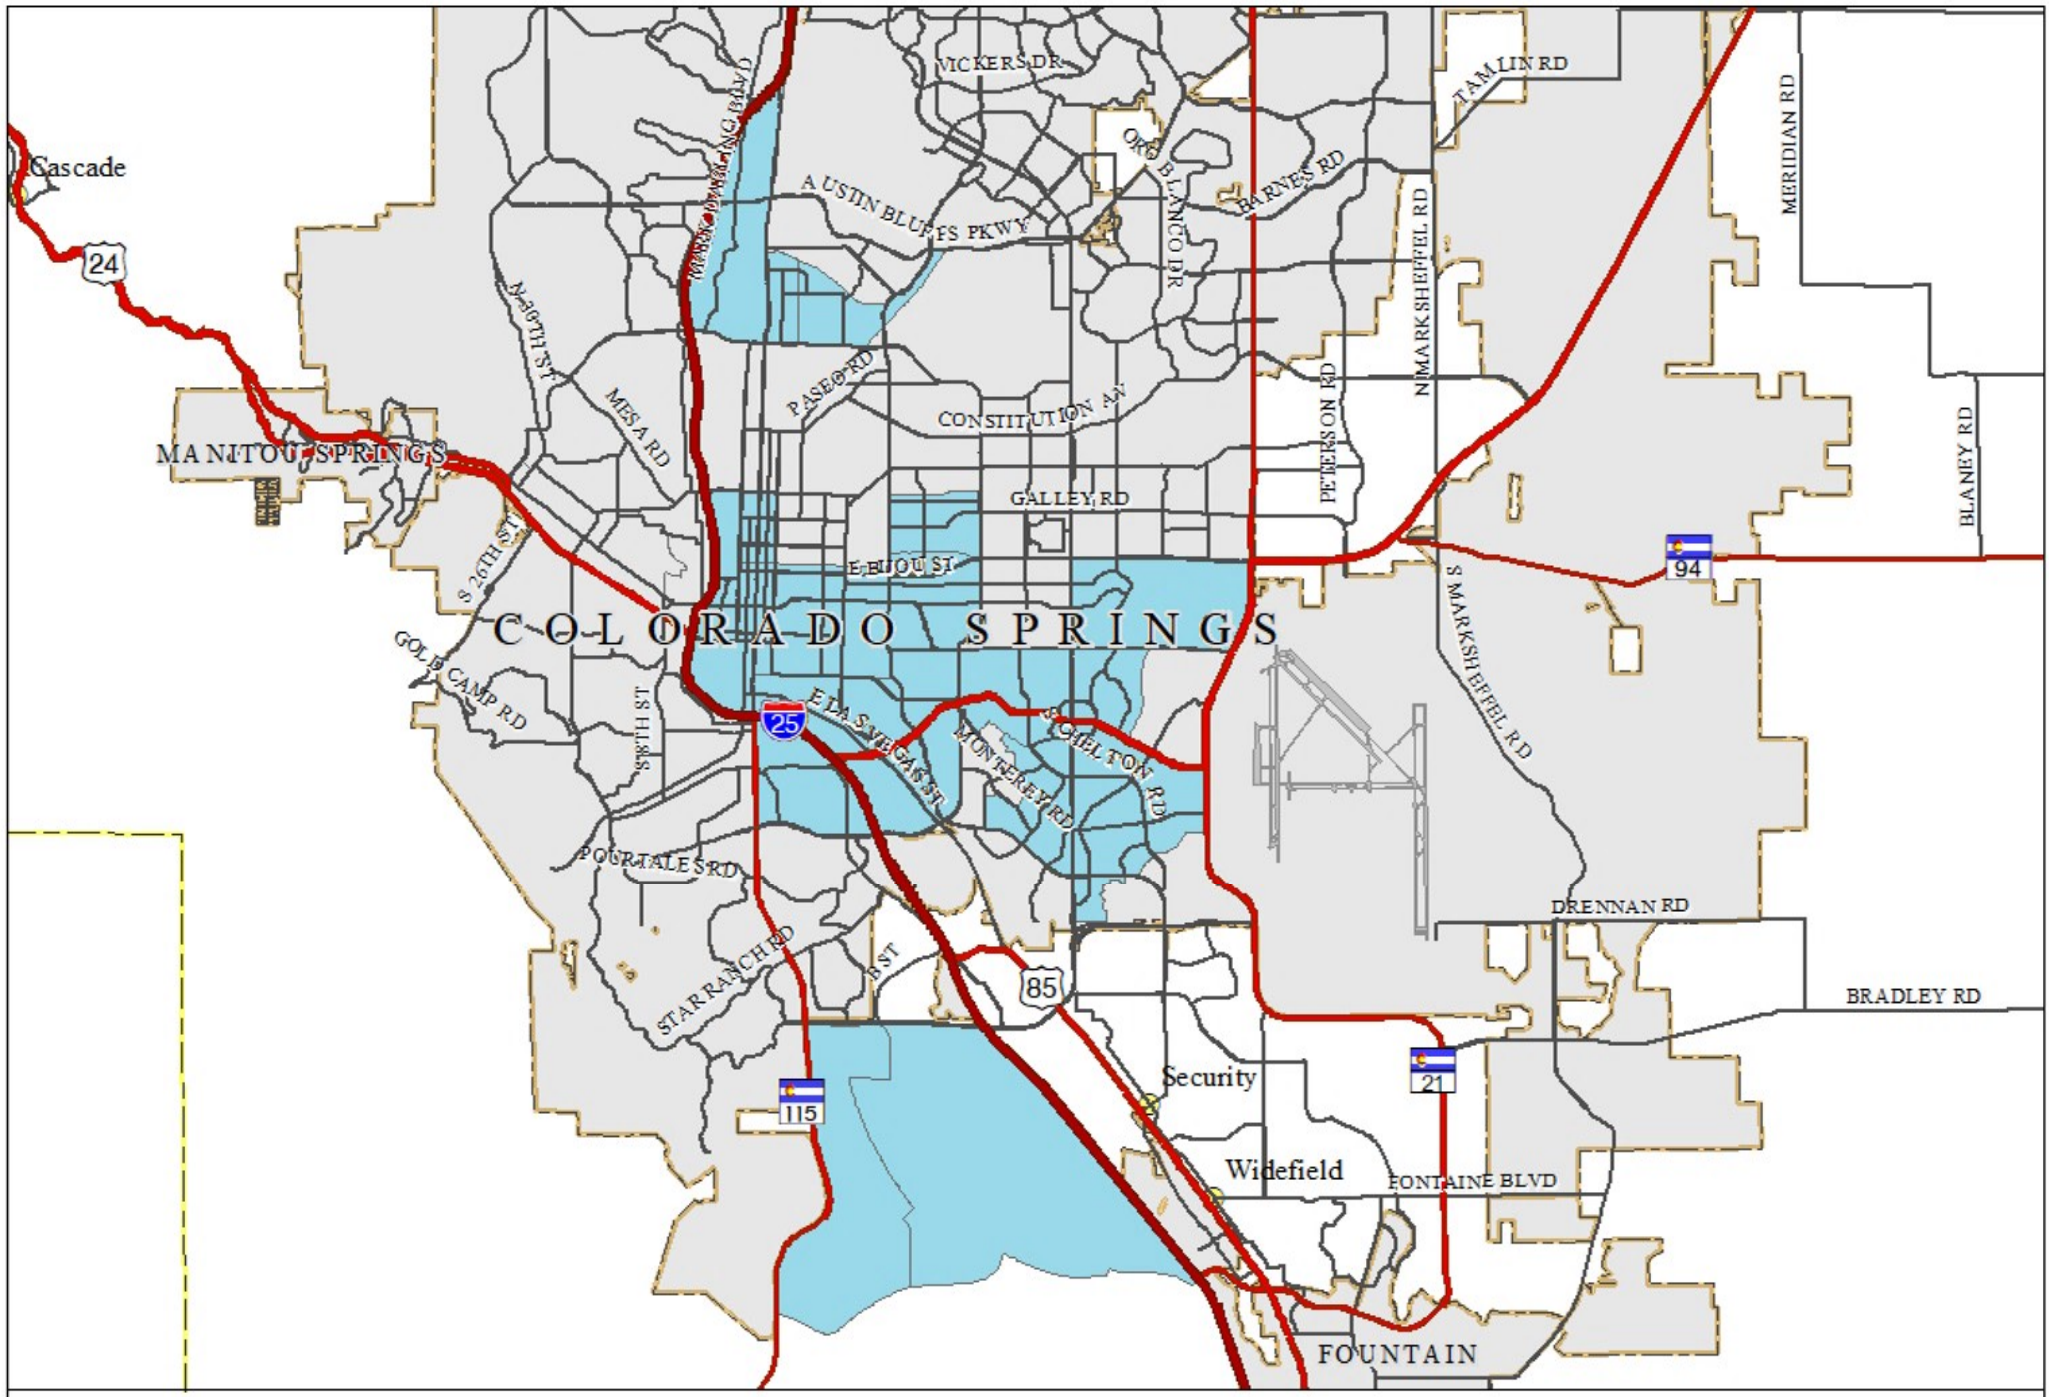 VICKERS DR
TAMLIN RD
MERIDIAN RD
MARK DABLING BLVD
Cascade
ORO BLANCO DR
BARNES RD
AUSTIN BLUFFS PKWY
N MARKSHEFFEL RD
24
N 30TH ST
PASEO RD
MESA RD
CONSTITUTION AV
PETERSON RD
BLANEY RD
MANITOU SPRINGS
GALLEY RD
S 26TH ST
E BIJOU ST
94
COLORADO SPRINGS
GOLD CAMP RD
S MARKSHEFFEL RD
S 8TH ST
25
E LAS VEGAS ST
MONTEREY RD
S CHELTON RD
POURTALES RD
DRENNAN RD
STAR RANCH RD
B ST
85
BRADLEY RD
Security
21
115
Widefield
FONTAINE BLVD
FOUNTAIN